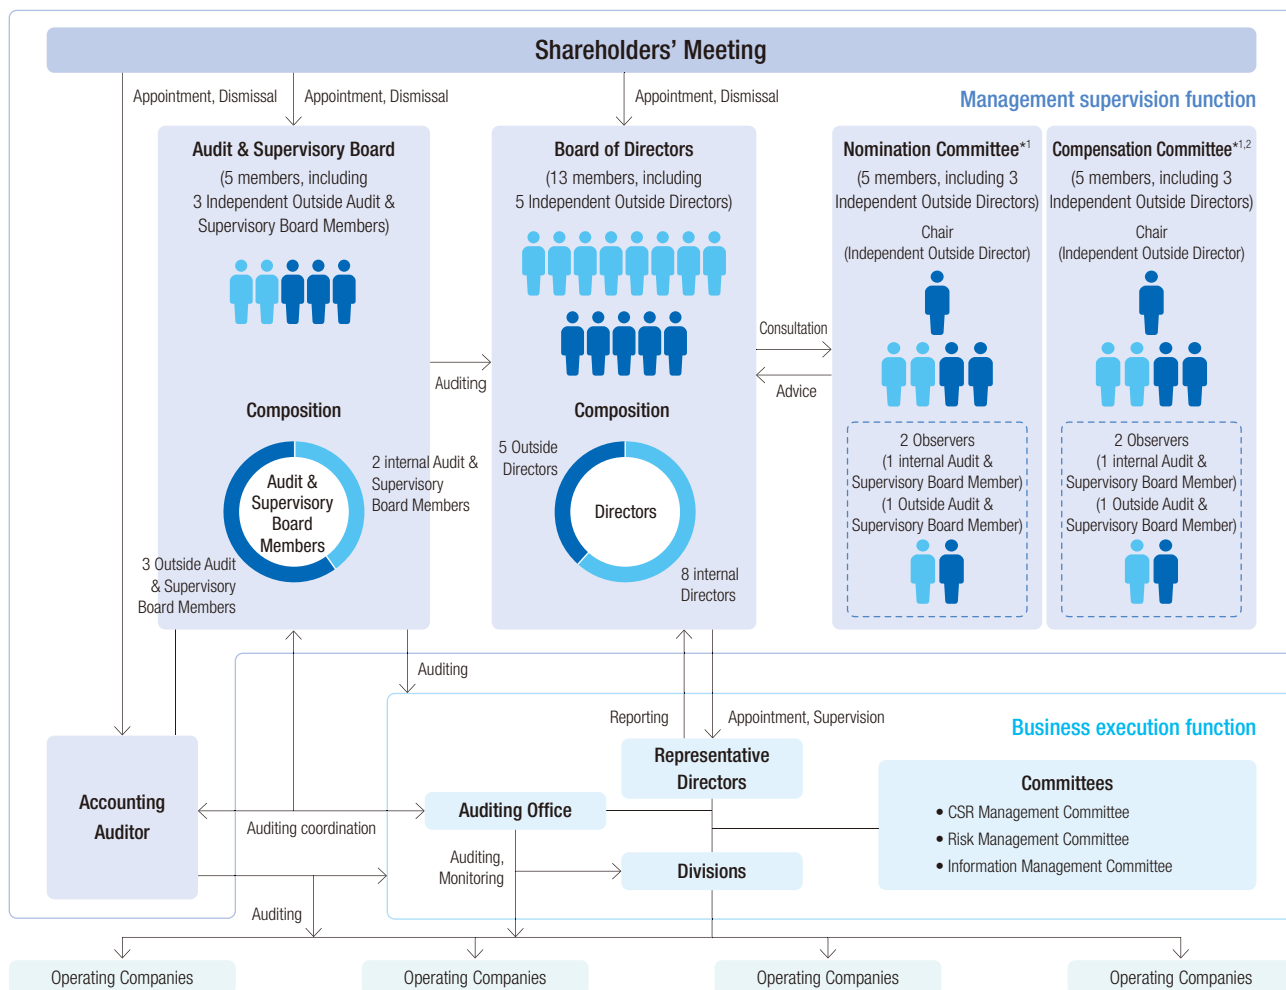 Shareholders' Meeting
Appointment, Dismissal
Appointment, Dismissal
Appointment, Dismissal
Management supervision function
Audit & Supervisory Board
(5 members, including
3 Independent Outside Audit &
Supervisory Board Members)
Composition
Audit &
Supervisory
Board
Members
2 internal Audit &
Supervisory
Board Members
3 Outside Audit
& Supervisory
Board Members
Auditing
Board of Directors
(13 members, including
5 Independent Outside Directors)
Composition
5 Outside
Directors
Directors
8 internal
Directors
Consultation
Advice
Nomination Committee*1
(5 members, including 3
Independent Outside Directors)
Chair
(Independent Outside Director)
2 Observers
(1 internal Audit &
Supervisory Board Member)
(1 Outside Audit &
Supervisory Board Member)
Compensation Committee*1,2
(5 members, including 3
Independent Outside Directors)
Chair
(Independent Outside Director)
2 Observers
(1 internal Audit &
Supervisory Board Member)
(1 Outside Audit &
Supervisory Board Member)
Auditing
Reporting
Appointment, Supervision
Business execution function
Accounting
Auditor
Auditing coordination
Auditing Office
Representative
Directors
Committees
• CSR Management Committee
• Risk Management Committee
• Information Management Committee
Auditing,
Monitoring
Divisions
Auditing
Operating Companies
Operating Companies
Operating Companies
Operating Companies